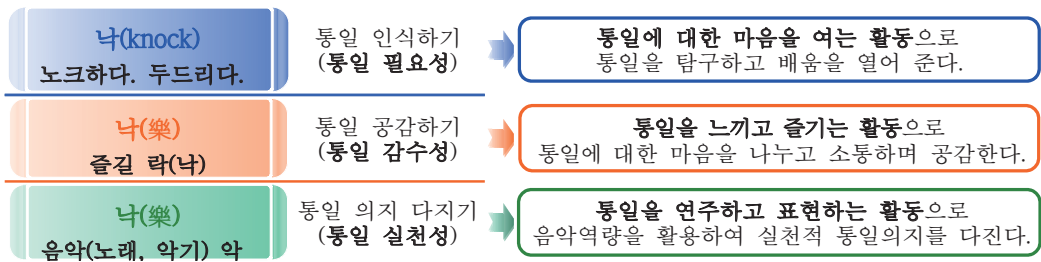 낙(knock)
노크하다. 두드리다.
통일 인식하기
(통일 필요성)
통일에 대한 마음을 여는 활동으로
통일을 탐구하고 배움을 열어 준다.
낙(樂)
즐길 락(낙)
통일 공감하기
(통일 감수성)
통일을 느끼고 즐기는 활동으로
통일에 대한 마음을 나누고 소통하며 공감한다.
낙(樂)
음악(노래, 악기) 악
통일 의지 다지기
(통일 실천성)
통일을 연주하고 표현하는 활동으로
음악역량을 활용하여 실천적 통일의지를 다진다.